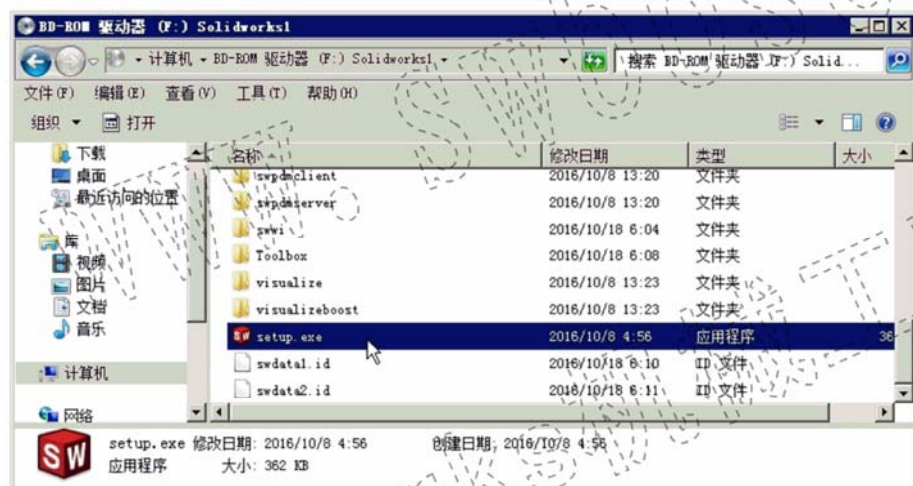 BD-ROM 驱动器 (F:) Solidworks1
计算机 BD-ROM 驱动器 (F:) Solidworks1 搜索 BD-ROM 驱动器 (F:) Solid...
文件(F) 编辑(E) 查看(V) 工具(T) 帮助(H)
组织 打开
下载
桌面
最近访问的位置
库
视频
图片
文档
音乐
计算机
网络
名称 修改日期 类型 大小
swpdmclient 2016/10/8 13:20 文件夹
swpdmserver 2016/10/8 13:20 文件夹
swwi 2016/10/18 6:04 文件夹
Toolbox 2016/10/18 6:08 文件夹
visualize 2016/10/8 13:23 文件夹
visualizeboost 2016/10/8 13:23 文件夹
setup.exe 2016/10/8 4:56 应用程序 36
swdata1.id 2016/10/18 6:10 ID 文件
swdata2.id 2016/10/18 6:11 ID 文件
SW
setup.exe 修改日期: 2016/10/8 4:56 创建日期: 2016/10/8 4:56
应用程序 大小: 362 KB